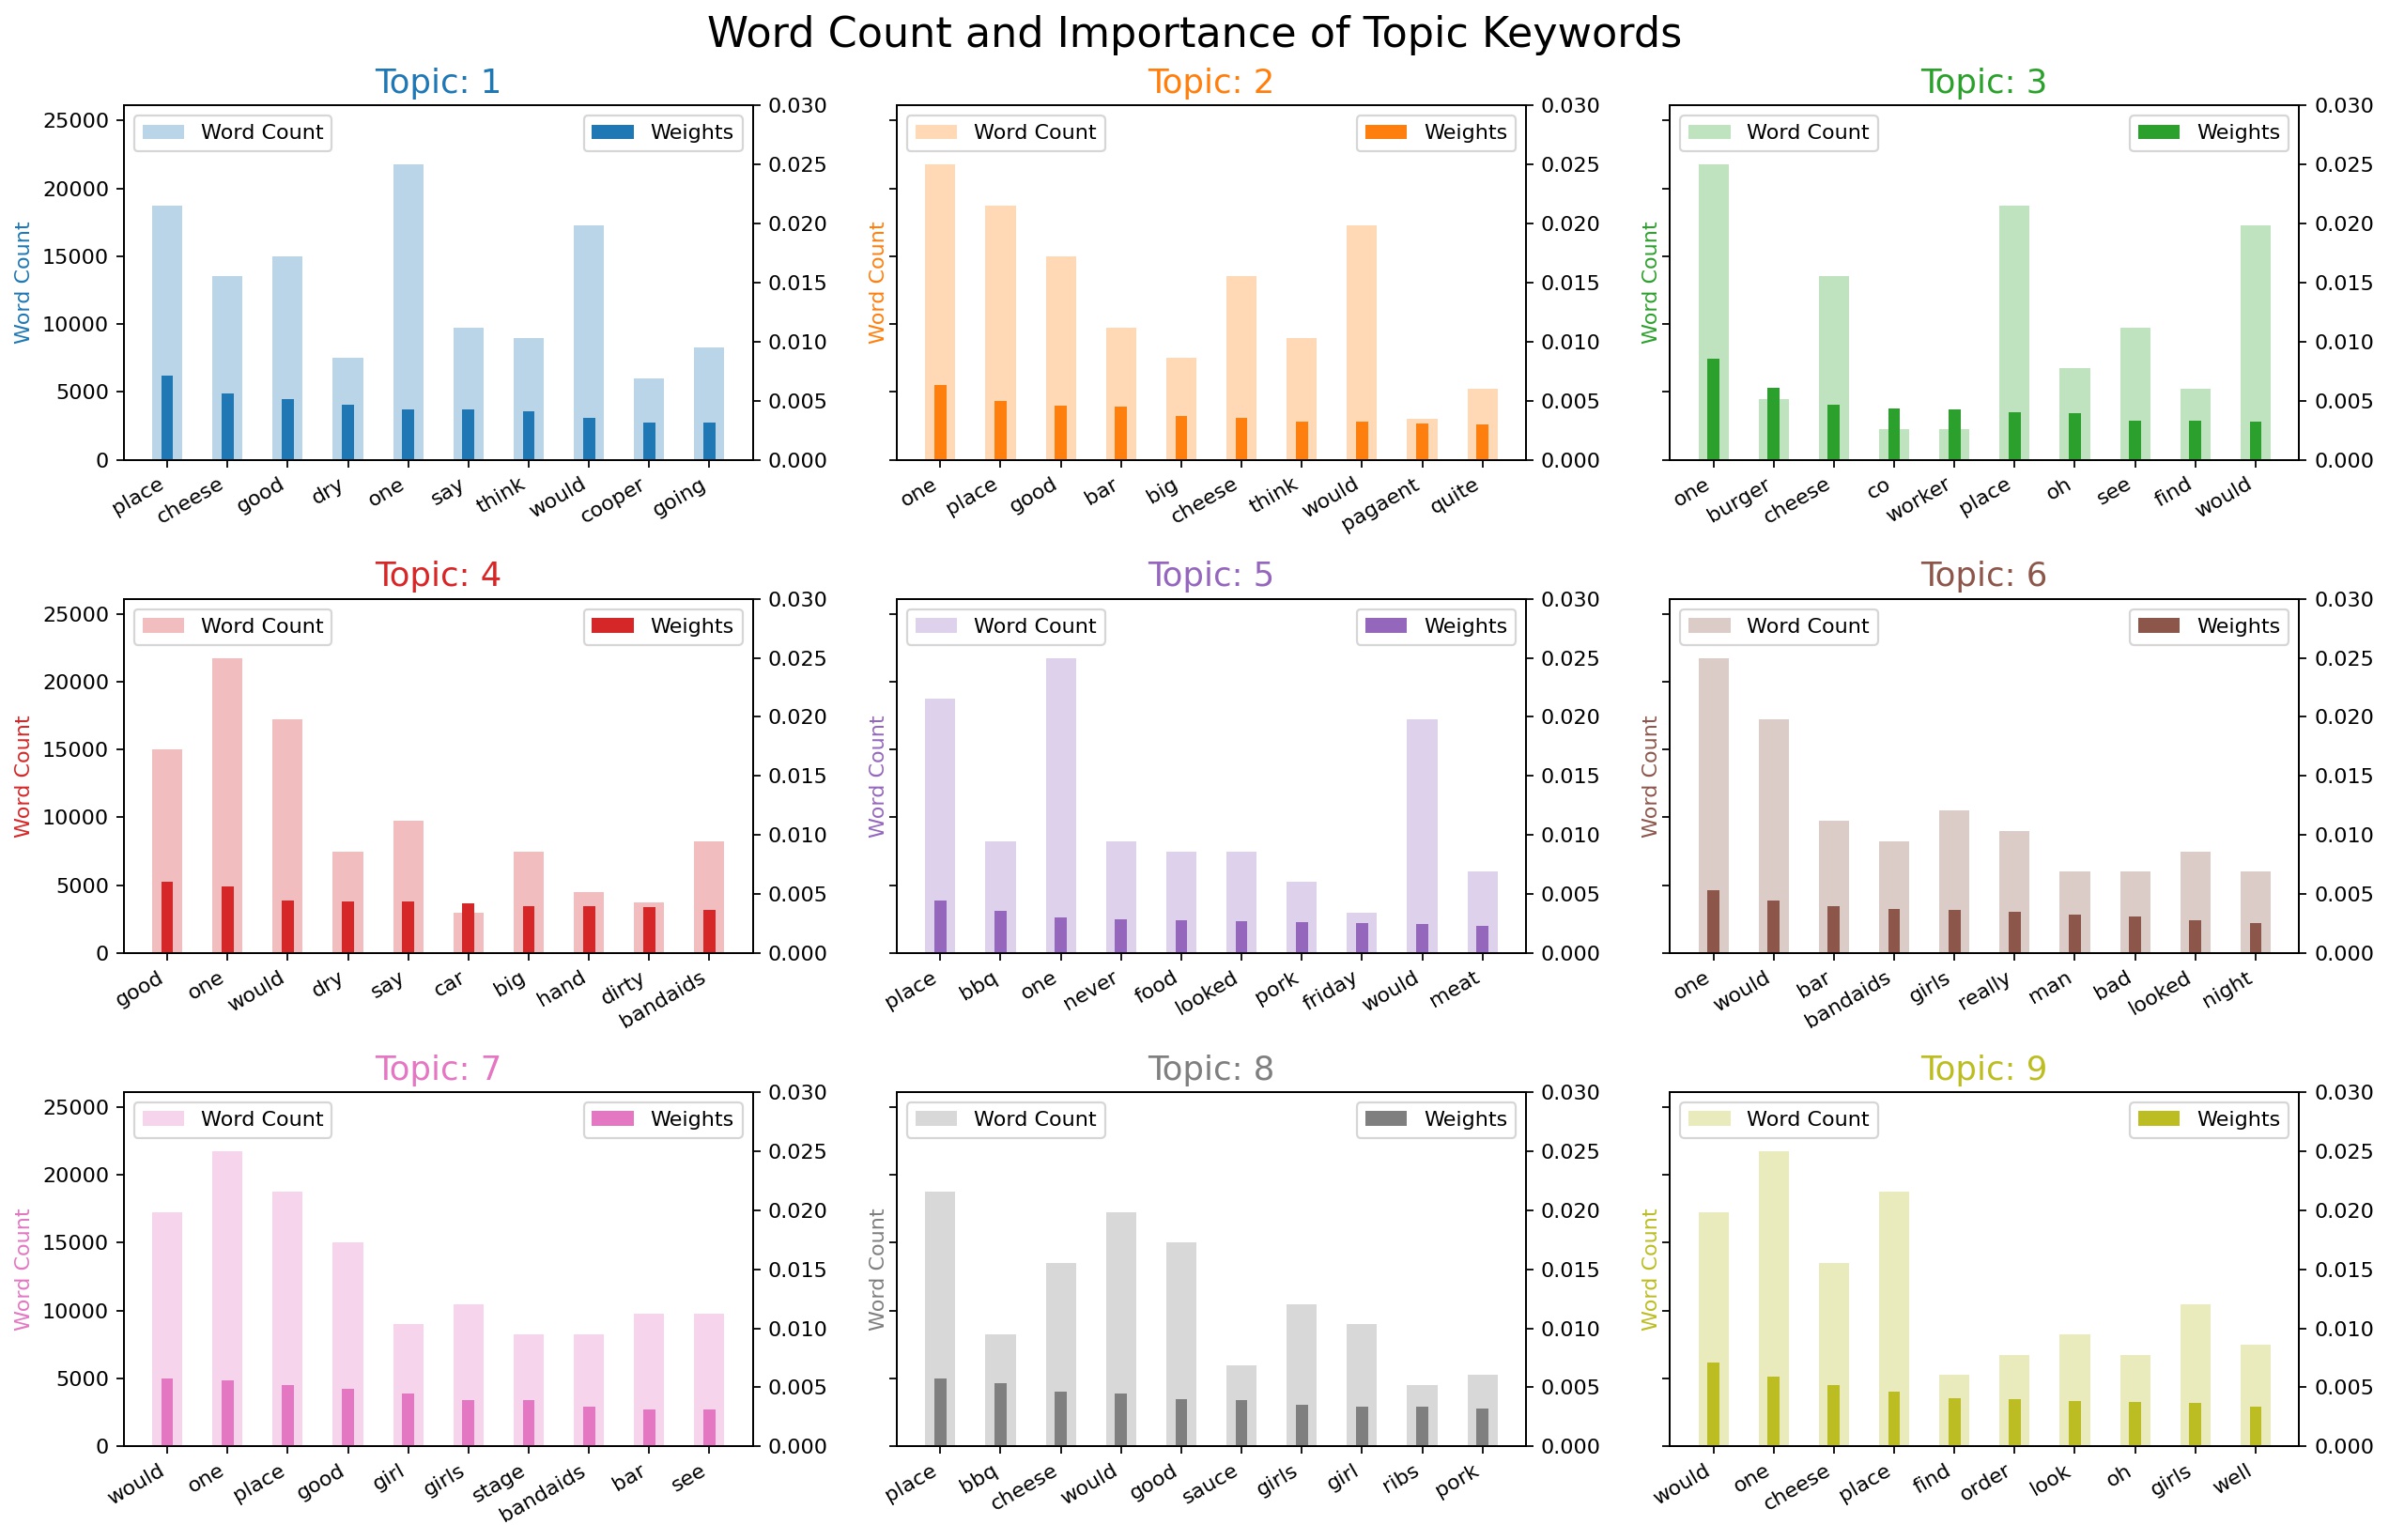 Word Count and Importance of Topic Keywords
Topic: 1
Word Count
Weights
Word Count
25000
20000
15000
10000
5000
0
0.030
0.025
0.020
0.015
0.010
0.005
0.000
place cheese good dry one say think would cooper going
Topic: 2
Word Count
Weights
Word Count
0.030
0.025
0.020
0.015
0.010
0.005
0.000
one place good bar big cheese think would pagaent quite
Topic: 3
Word Count
Weights
Word Count
0.030
0.025
0.020
0.015
0.010
0.005
0.000
one burger cheese co worker place oh see find would
Topic: 4
Word Count
Weights
Word Count
25000
20000
15000
10000
5000
0
0.030
0.025
0.020
0.015
0.010
0.005
0.000
good one would dry say car big hand dirty bandaids
Topic: 5
Word Count
Weights
Word Count
0.030
0.025
0.020
0.015
0.010
0.005
0.000
place bbq one never food looked pork friday would meat
Topic: 6
Word Count
Weights
Word Count
0.030
0.025
0.020
0.015
0.010
0.005
0.000
one would bar bandaids girls really man bad looked night
Topic: 7
Word Count
Weights
Word Count
25000
20000
15000
10000
5000
0
0.030
0.025
0.020
0.015
0.010
0.005
0.000
would one place good girl girls stage bandaids bar see
Topic: 8
Word Count
Weights
Word Count
0.030
0.025
0.020
0.015
0.010
0.005
0.000
place bbq cheese would good sauce girls girl ribs pork
Topic: 9
Word Count
Weights
Word Count
0.030
0.025
0.020
0.015
0.010
0.005
0.000
would one cheese place find order look oh girls well